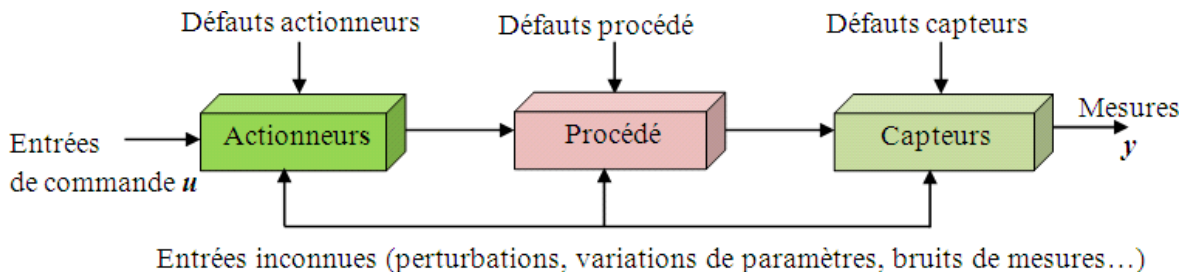 Défauts actionneurs
Défauts procédé
Défauts capteurs
Entrées
de commande u
Actionneurs
Procédé
Capteurs
Mesures
y
Entrées inconnues (perturbations, variations de paramètres, bruits de mesures…)